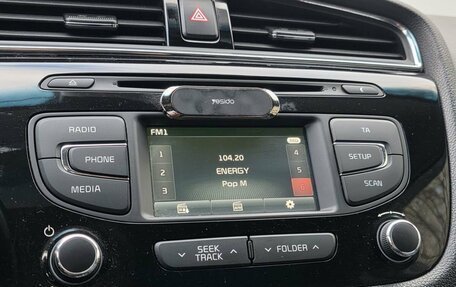 yesido
RADIO
PHONE
MEDIA
FM1
1
2
3
104,20
ENERGY
Pop M
4
5
6
TA
SETUP
SCAN
SEEK
TRACK
FOLDER